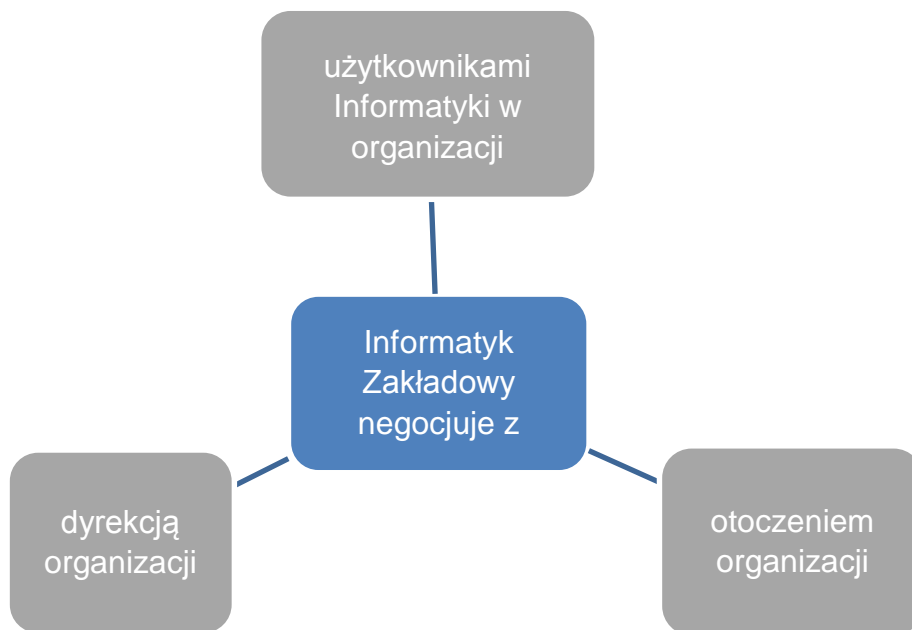 użytkownikami
Informatyki w
organizacji
Informatyk
Zakładowy
negocjuje z
dyrekcją
organizacji
otoczeniem
organizacji